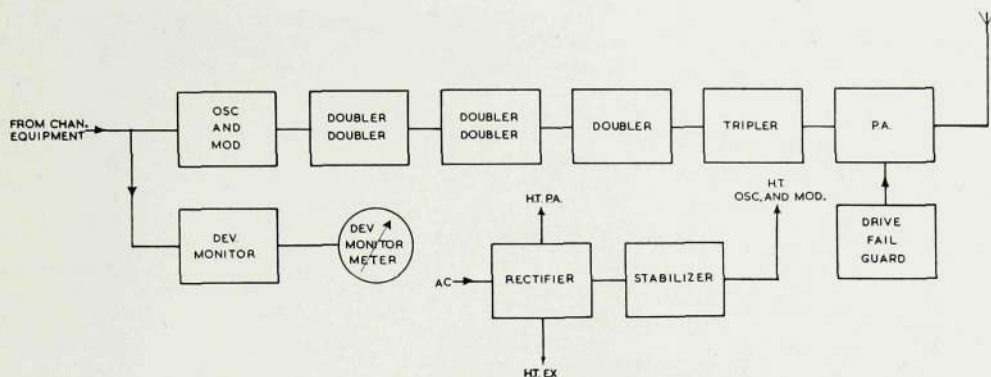 FROM CHAN.
EQUIPMENT
OSC
AND
MOD
DOUBLER
DOUBLER
DOUBLER
DOUBLER
DOUBLER
TRIPLER
P.A.
DEV.
MONITOR
DEV
MONITOR
METER
H.T. P.A.
H.T.
OSC. AND MOD.
DRIVE
FAIL
GUARD
AC
RECTIFIER
STABILIZER
H.T. EX